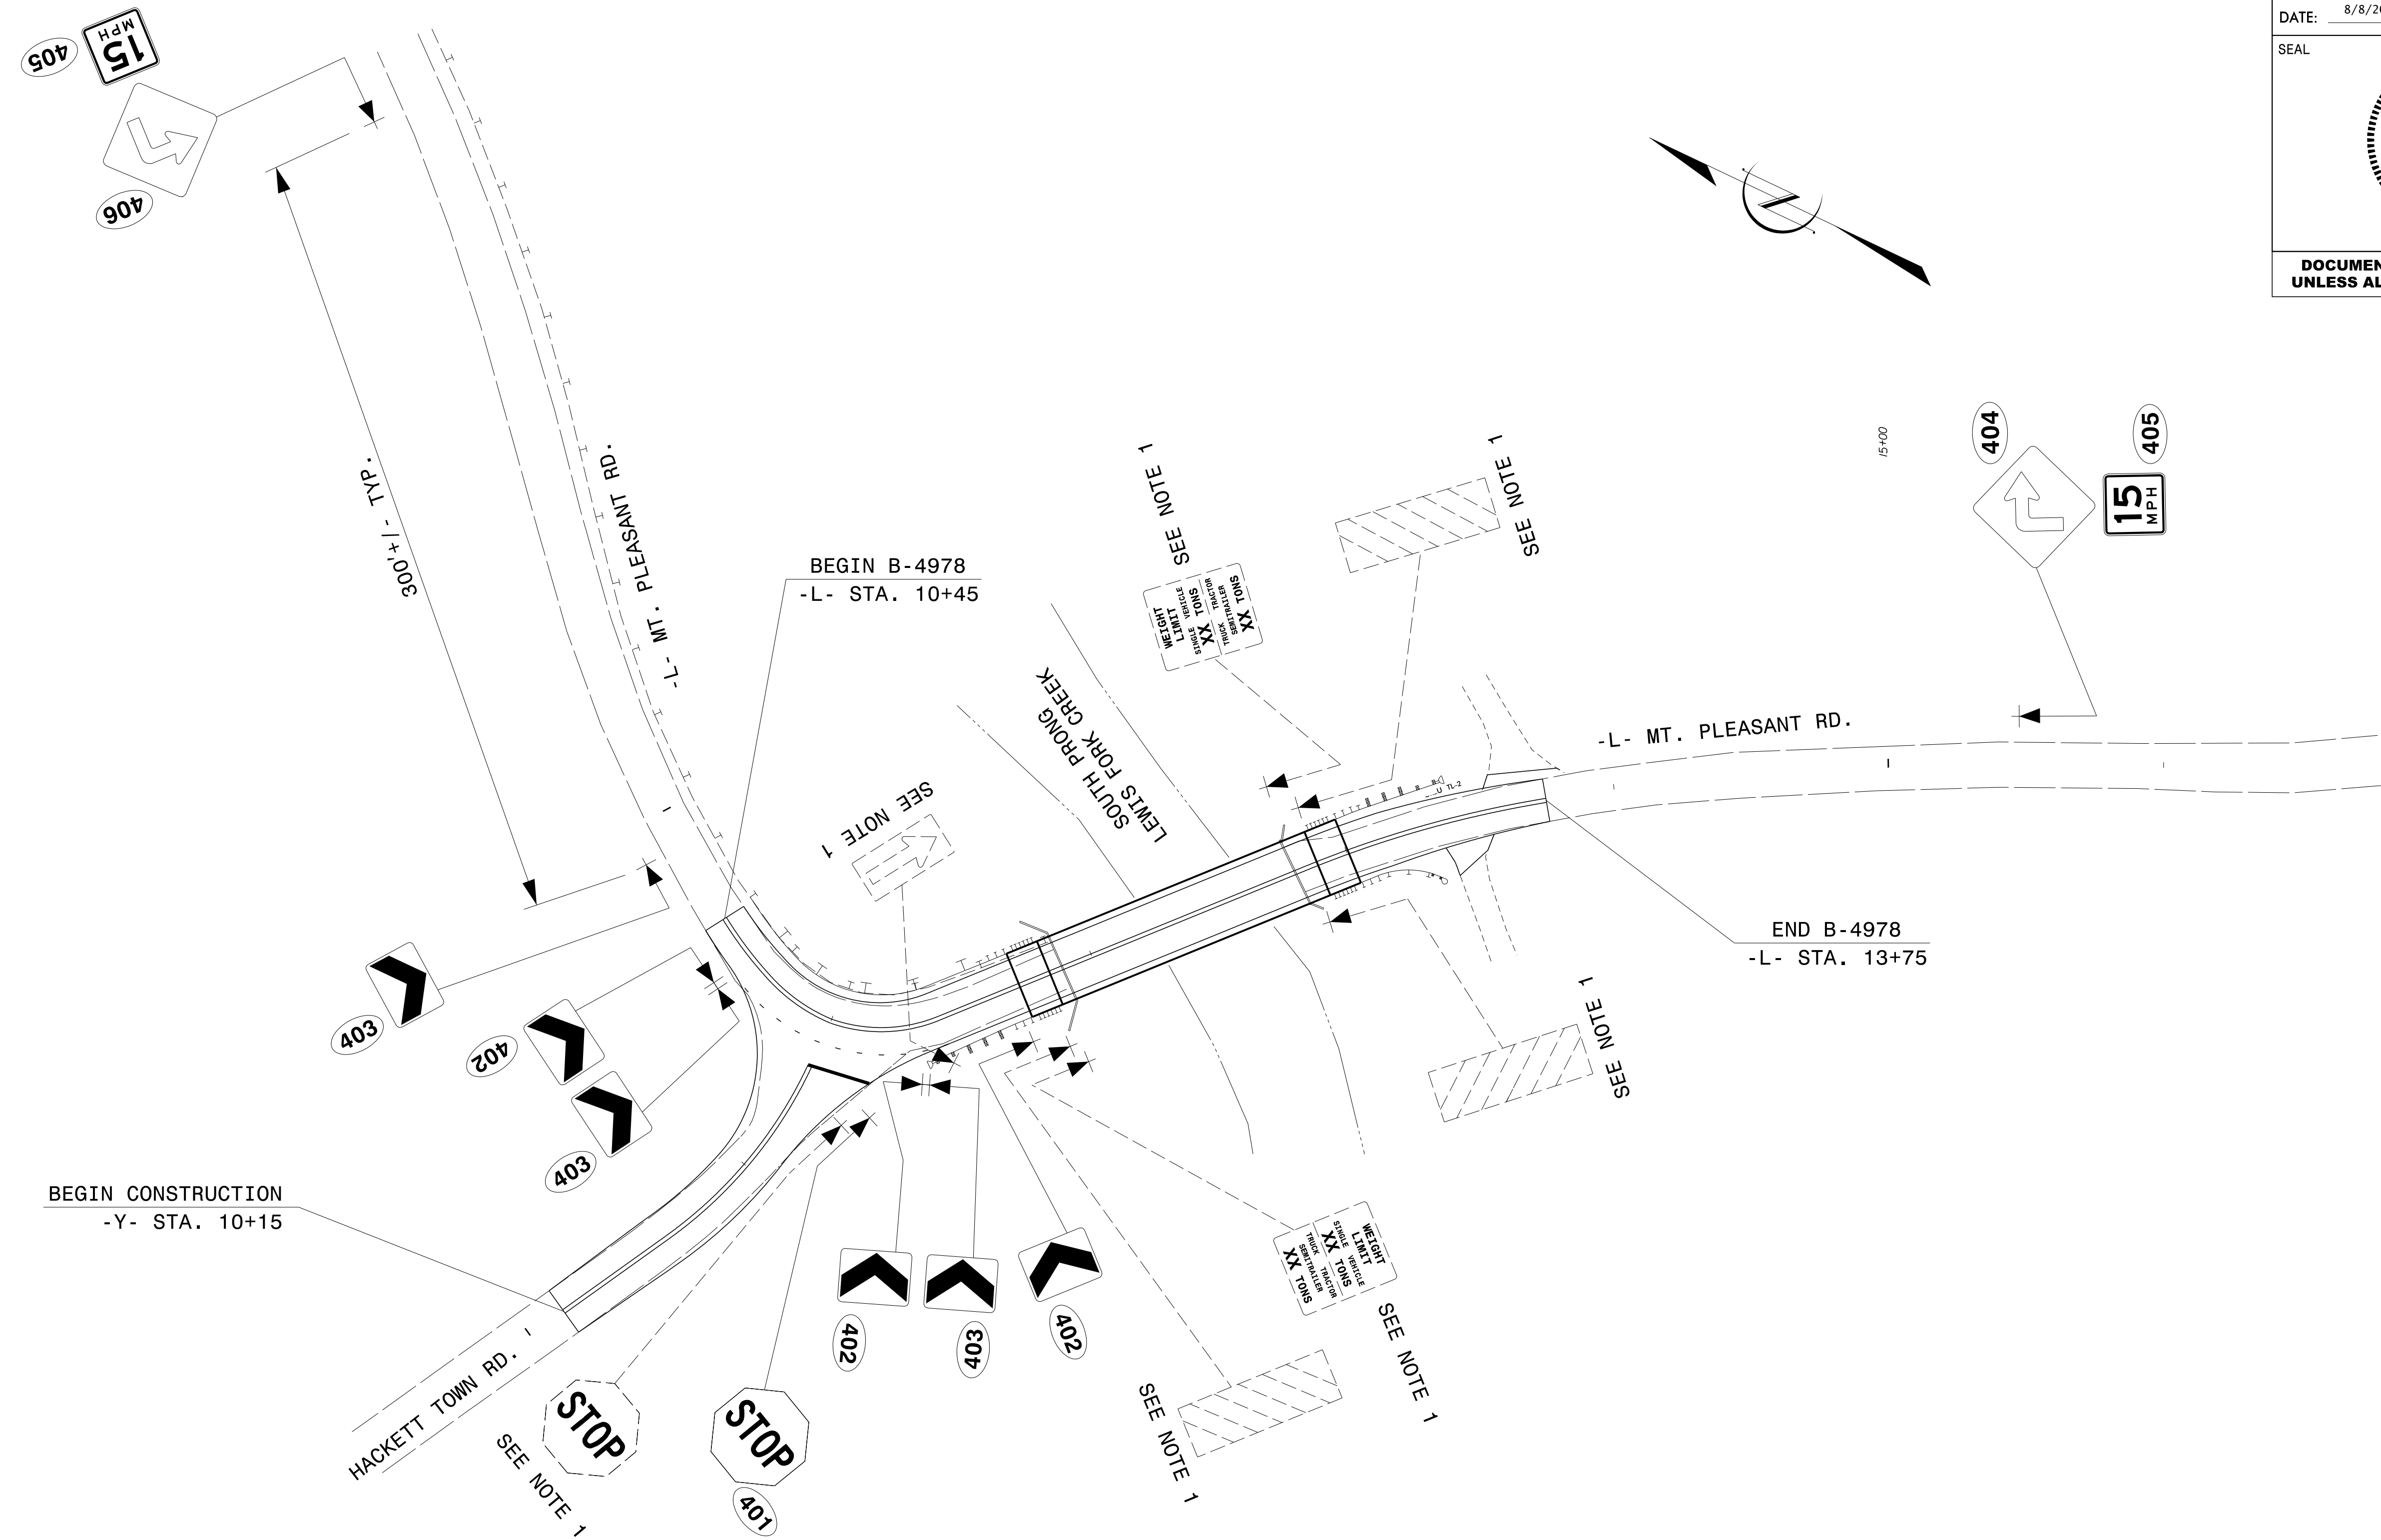 DATE: 8/8/20
SEAL
DOCUMEN
UNLESS AL
405
15
MPH
406
300'+/- TYP.
-L- MT. PLEASANT RD.
BEGIN B-4978
-L- STA. 10+45
SEE NOTE 1
SOUTH PRONG
LEWIS FORK CREEK
SEE NOTE 1
WEIGHT
LIMIT
SINGLE VEHICLE
XX TONS
TRUCK TRACTOR
SEMITRAILER
XX TONS
SEE NOTE 1
SEE NOTE 1
15+00
404
405
15
MPH
-L- MT. PLEASANT RD.
TL-2
END B-4978
-L- STA. 13+75
SEE NOTE 1
403
402
403
BEGIN CONSTRUCTION
-Y- STA. 10+15
HACKETT TOWN RD.
STOP
SEE NOTE 1
STOP
401
402
403
402
WEIGHT
LIMIT
SINGLE VEHICLE
XX TONS
TRUCK TRACTOR
SEMITRAILER
XX TONS
SEE NOTE 1
SEE NOTE 1